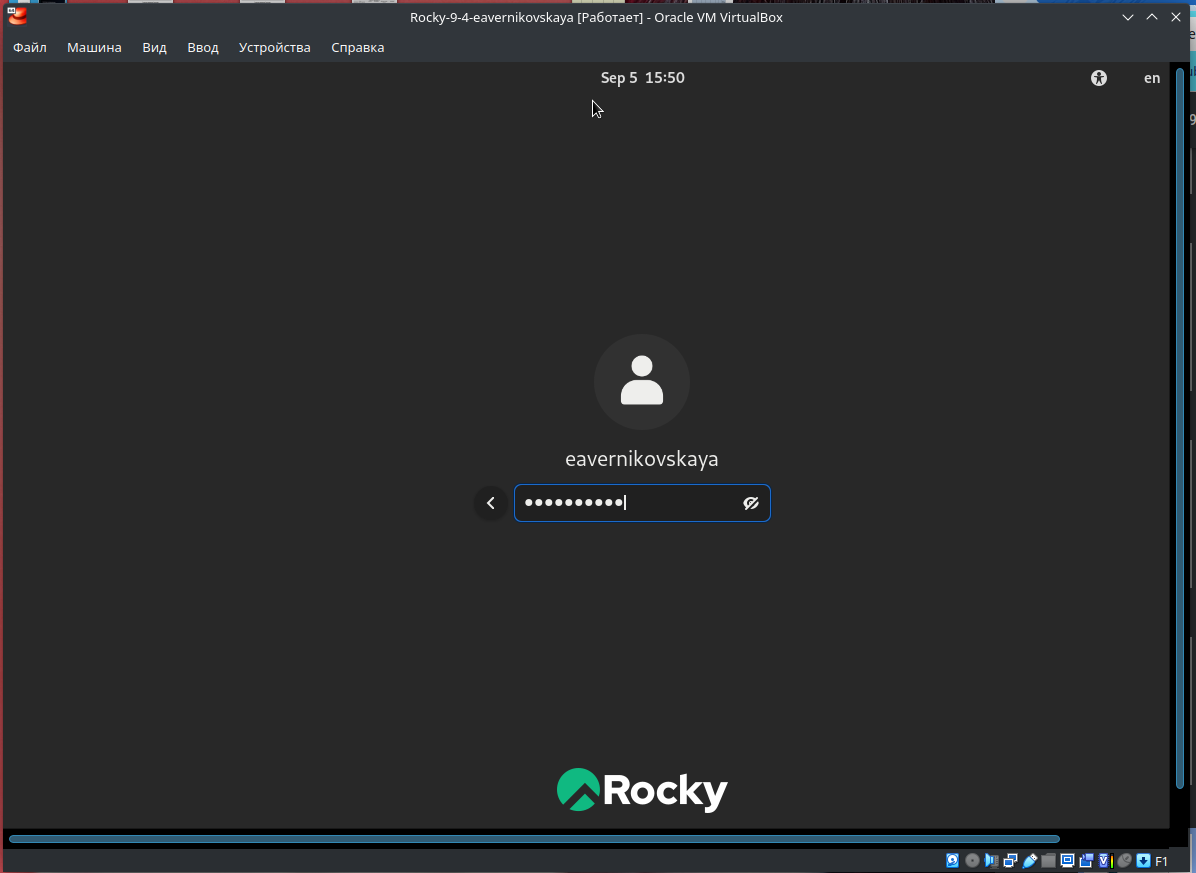 Rocky-9-4-eavernikovskaya [Работает] - Oracle VM VirtualBox
Файл Машина Вид Ввод Устройства Справка
Sep 5 15:50
en
eavernikovskaya
••••••••••
Rocky
F1